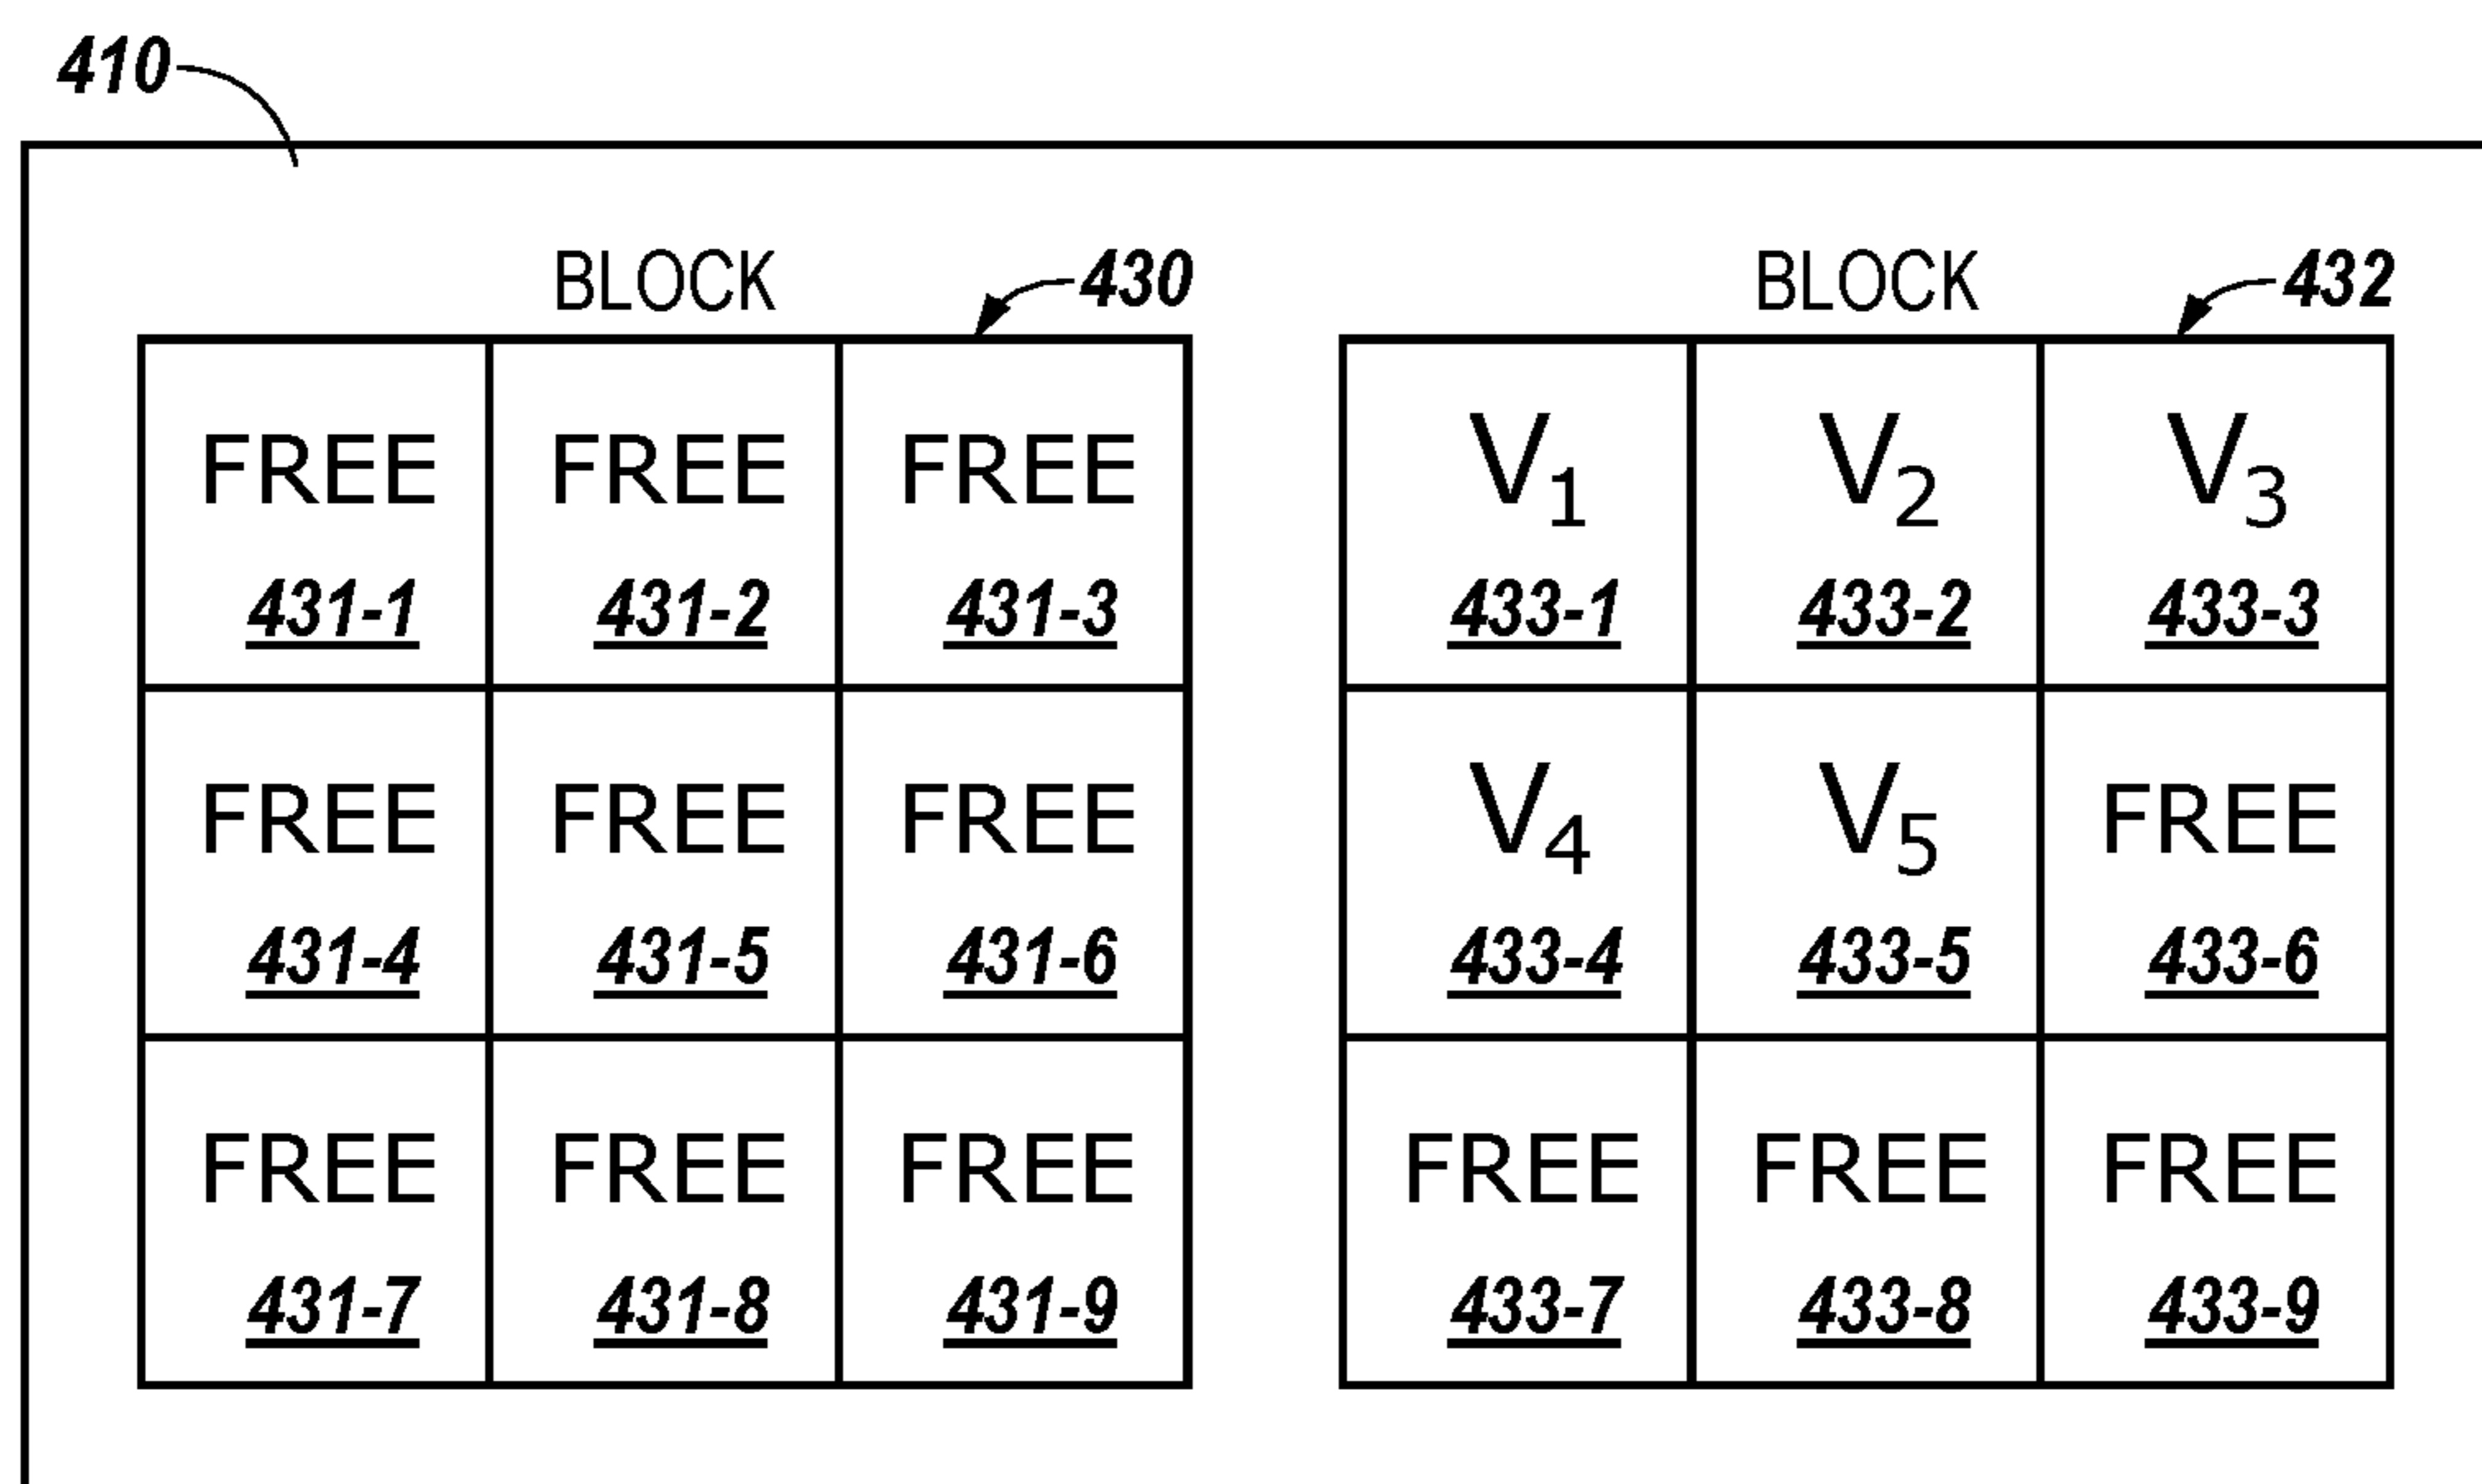 410
BLOCK 430 BLOCK 432
FREE FREE FREE V₁ V₂ V₃
431-1 431-2 431-3 433-1 433-2 433-3
FREE FREE FREE V₄ V₅ FREE
431-4 431-5 431-6 433-4 433-5 433-6
FREE FREE FREE FREE FREE FREE
431-7 431-8 431-9 433-7 433-8 433-9